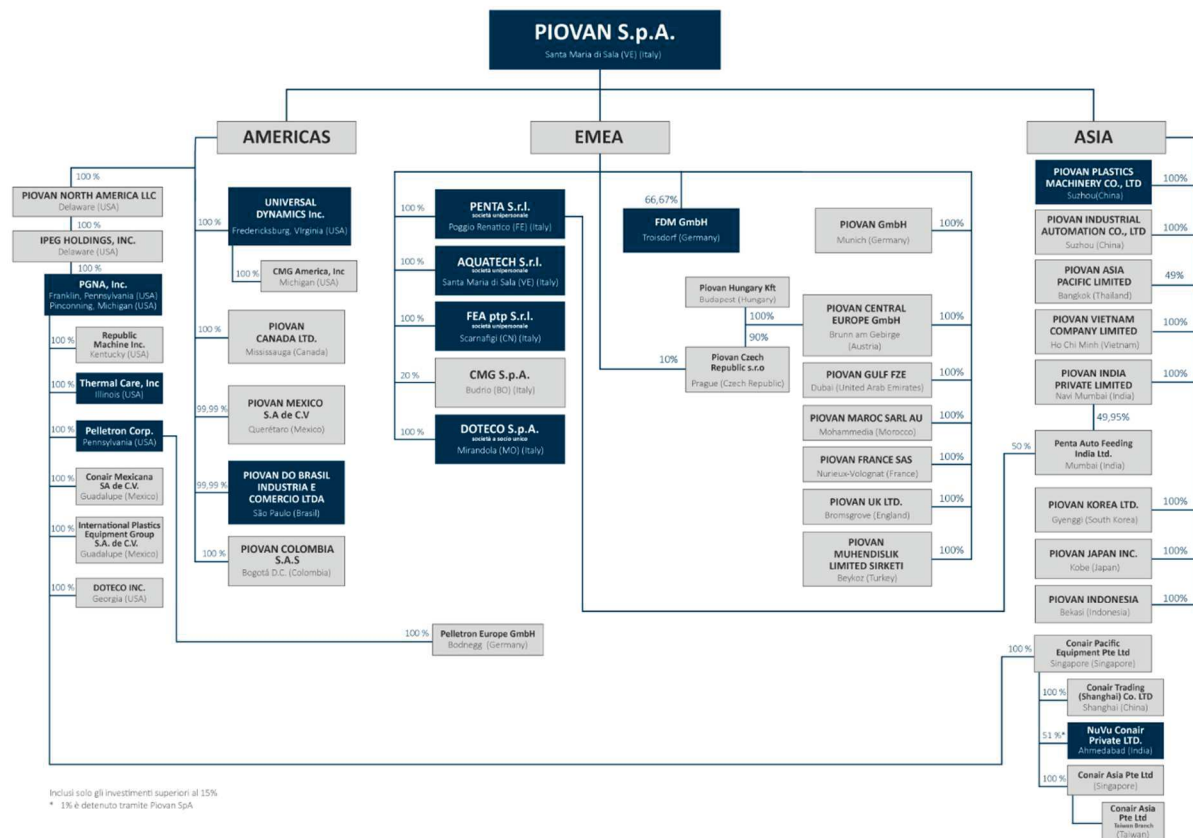 PIOVAN S.p.A.
Santa Maria di Sala (VE) (Italy)
AMERICAS
100 %
PIOVAN NORTH AMERICA LLC
Delaware (USA)
100 %
IPEG HOLDINGS, INC.
Delaware (USA)
100 %
PGNA, Inc.
Franklin, Pennsylvania (USA)
Pinconning, Michigan (USA)
100 %
Republic
Machine Inc.
Kentucky (USA)
100 %
Thermal Care, Inc
Illinois (USA)
100 %
Pelletron Corp.
Pennsylvania (USA)
100 %
Conair Mexicana
SA de C.V.
Guadalupe (Mexico)
100 %
International Plastics
Equipment Group
S.A. de C.V.
Guadalupe (Mexico)
100 %
DOTECO INC.
Georgia (USA)
100 %
UNIVERSAL
DYNAMICS Inc.
Fredericksburg, VIrginia (USA)
100 %
CMG America, Inc
Michigan (USA)
100 %
PIOVAN
CANADA LTD.
Mississauga (Canada)
99,99 %
PIOVAN MEXICO
S.A de C.V
Querétaro (Mexico)
99,99 %
PIOVAN DO BRASIL
INDUSTRIA E
COMERCIO LTDA
São Paulo (Brasil)
100 %
PIOVAN COLOMBIA
S.A.S
Bogotá D.C. (Colombia)
EMEA
100 %
PENTA S.r.l.
società unipersonale
Poggio Renatico (FE) (Italy)
100 %
AQUATECH S.r.l.
società unipersonale
Santa Maria di Sala (VE) (Italy)
100 %
FEA ptp S.r.l.
società unipersonale
Scarnafigi (CN) (Italy)
20 %
CMG S.p.A.
Budrio (BO) (Italy)
100 %
DOTECO S.p.A.
società a socio unico
Mirandola (MO) (Italy)
100 %
Pelletron Europe GmbH
Bodnegg (Germany)
66,67%
FDM GmbH
Troisdorf (Germany)
Piovan Hungary Kft
Budapest (Hungary)
100%
90%
10%
Piovan Czech
Republic s.r.o
Prague (Czech Republic)
PIOVAN GmbH
Munich (Germany)
100%
PIOVAN CENTRAL
EUROPE GmbH
Brunn am Gebirge
(Austria)
100%
PIOVAN GULF FZE
Dubai (United Arab Emirates)
100%
PIOVAN MAROC SARL AU
Mohammedia (Morocco)
100%
PIOVAN FRANCE SAS
Nurieux-Volognat (France)
100%
PIOVAN UK LTD.
Bromsgrove (England)
100%
PIOVAN
MUHENDISLIK
LIMITED SIRKETI
Beykoz (Turkey)
100%
ASIA
PIOVAN PLASTICS
MACHINERY CO., LTD
Suzhou(China)
100%
PIOVAN INDUSTRIAL
AUTOMATION CO., LTD
Suzhou (China)
100%
PIOVAN ASIA
PACIFIC LIMITED
Bangkok (Thailand)
49%
PIOVAN VIETNAM
COMPANY LIMITED
Ho Chi Minh (Vietnam)
100%
PIOVAN INDIA
PRIVATE LIMITED
Navi Mumbai (India)
100%
49,95%
50 %
Penta Auto Feeding
India Ltd.
Mumbai (India)
PIOVAN KOREA LTD.
Gyenggi (South Korea)
100%
PIOVAN JAPAN INC.
Kobe (Japan)
100%
PIOVAN INDONESIA
Bekasi (Indonesia)
100%
100 %
Conair Pacific
Equipment Pte Ltd
Singapore (Singapore)
100 %
Conair Trading
(Shanghai) Co. LTD
Shanghai (China)
51 %*
NuVu Conair
Private LTD.
Ahmedabad (India)
100 %
Conair Asia Pte Ltd
(Singapore)
Conair Asia
Pte Ltd
Taiwan Branch
(Taiwan)
Inclusi solo gli investimenti superiori al 15%
* 1% è detenuto tramite Piovan SpA